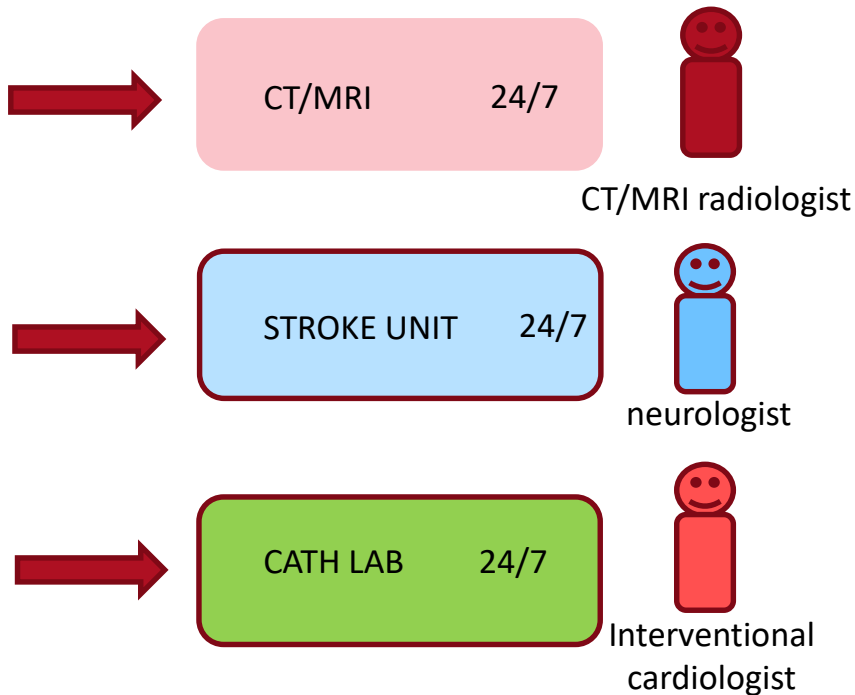 CT/MRI 24/7
CT/MRI radiologist
STROKE UNIT 24/7
neurologist
CATH LAB 24/7
Interventional
cardiologist